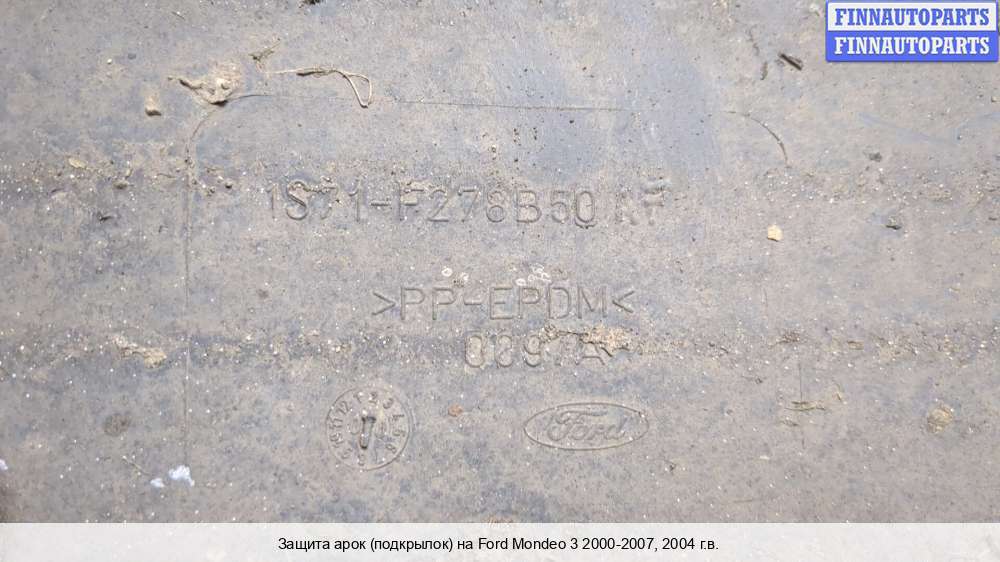 FINNAUTOPARTS
FINNAUTOPARTS
1S71-F278B50
>PP-EPDM<
Ford
Защита арок (подкрылок) на Ford Mondeo 3 2000-2007, 2004 г.в.